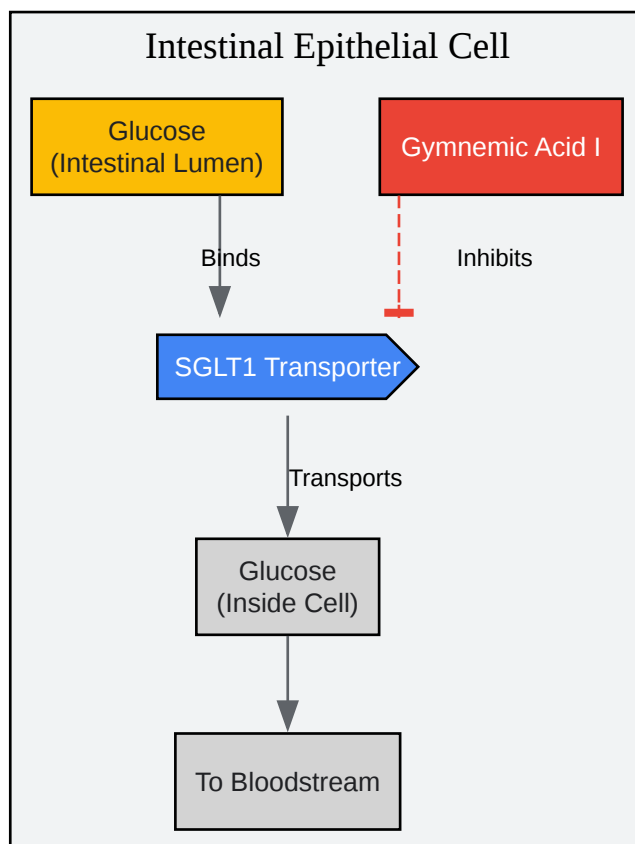 Intestinal Epithelial Cell
Glucose
(Intestinal Lumen)
Gymnemic Acid I
Binds
Inhibits
SGLT1 Transporter
Transports
Glucose
(Inside Cell)
To Bloodstream